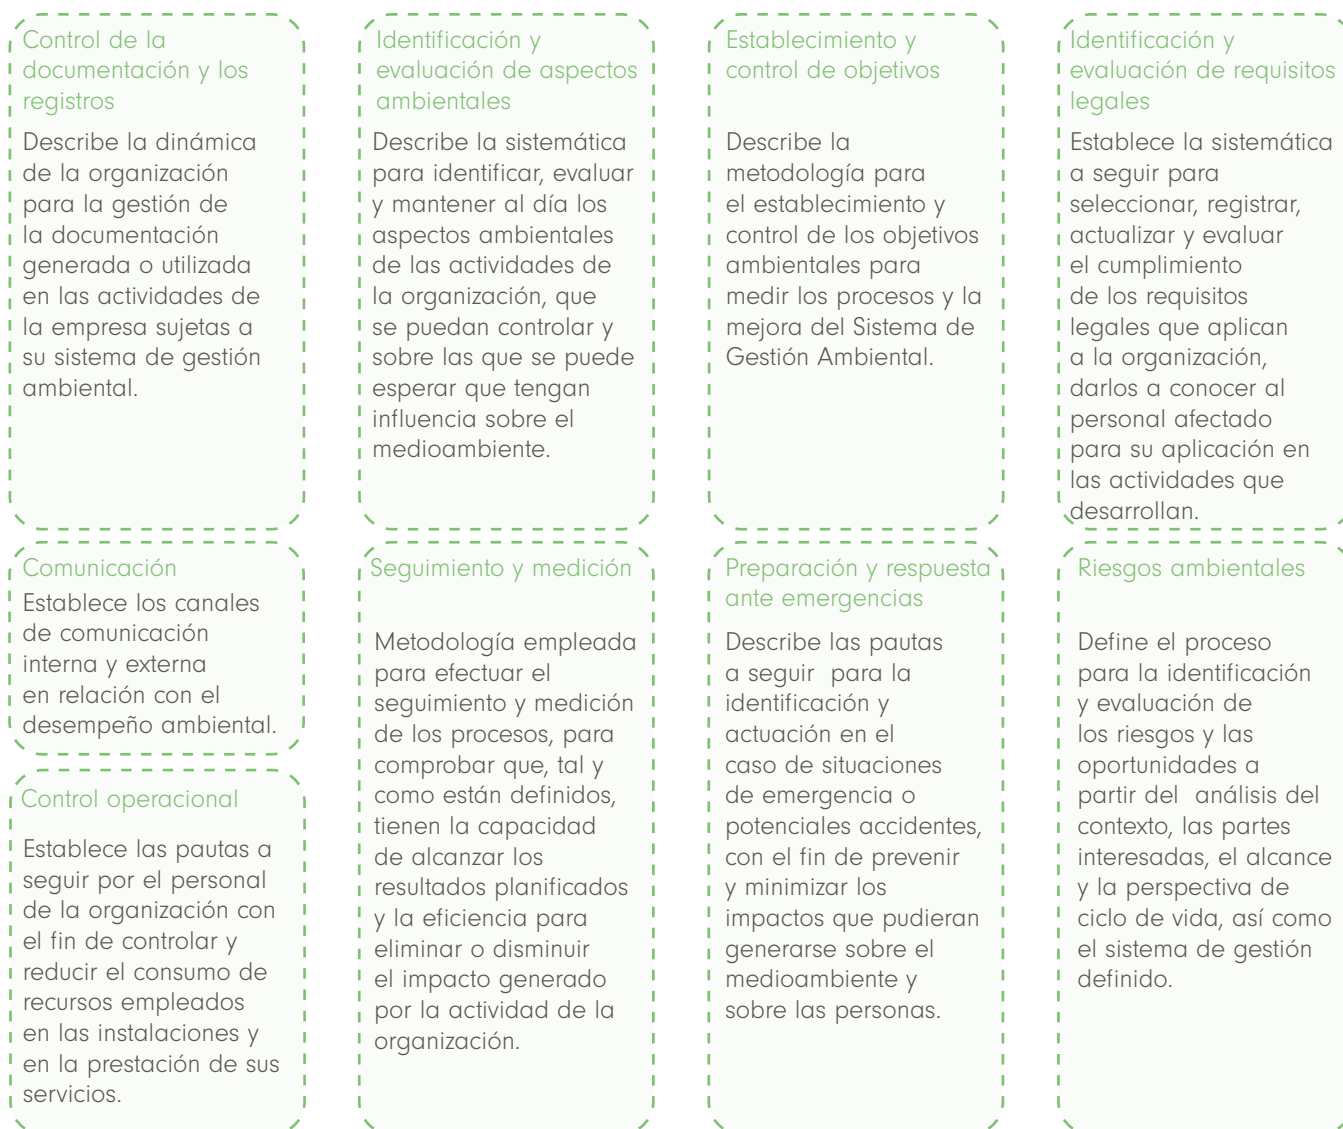 Control de la
documentación y los
registros
Describe la dinámica
de la organización
para la gestión de
la documentación
generada o utilizada
en las actividades de
la empresa sujetas a
su sistema de gestión
ambiental.
Identificación y
evaluación de aspectos
ambientales
Describe la sistemática
para identificar, evaluar
y mantener al día los
aspectos ambientales
de las actividades de
la organización, que
se puedan controlar y
sobre las que se puede
esperar que tengan
influencia sobre el
medioambiente.
Establecimiento y
control de objetivos
Describe la
metodología para
el establecimiento y
control de los objetivos
ambientales para
medir los procesos y la
mejora del Sistema de
Gestión Ambiental.
Identificación y
evaluación de requisitos
legales
Establece la sistemática
a seguir para
seleccionar, registrar,
actualizar y evaluar
el cumplimiento
de los requisitos
legales que aplican
a la organización,
darlos a conocer al
personal afectado
para su aplicación en
las actividades que
desarrollan.
Comunicación
Establece los canales
de comunicación
interna y externa
en relación con el
desempeño ambiental.
Control operacional
Establece las pautas a
seguir por el personal
de la organización con
el fin de controlar y
reducir el consumo de
recursos empleados
en las instalaciones y
en la prestación de sus
servicios.
Seguimiento y medición
Metodología empleada
para efectuar el
seguimiento y medición
de los procesos, para
comprobar que, tal y
como están definidos,
tienen la capacidad
de alcanzar los
resultados planificados
y la eficiencia para
eliminar o disminuir
el impacto generado
por la actividad de la
organización.
Preparación y respuesta
ante emergencias
Describe las pautas
a seguir para la
identificación y
actuación en el
caso de situaciones
de emergencia o
potenciales accidentes,
con el fin de prevenir
y minimizar los
impactos que pudieran
generarse sobre el
medioambiente y
sobre las personas.
Riesgos ambientales
Define el proceso
para la identificación
y evaluación de
los riesgos y las
oportunidades a
partir del análisis del
contexto, las partes
interesadas, el alcance
y la perspectiva de
ciclo de vida, así como
el sistema de gestión
definido.